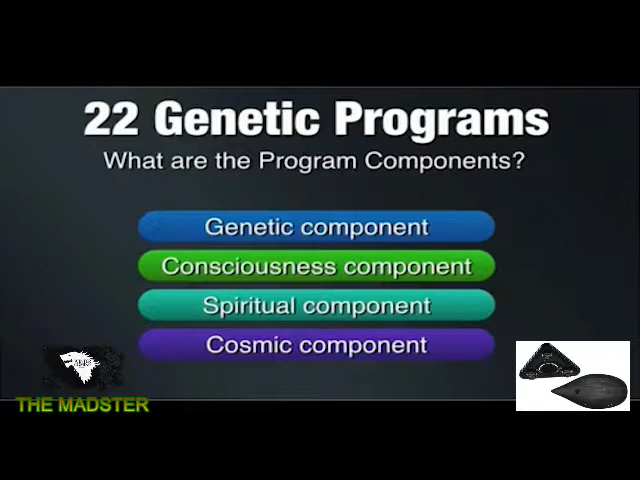 22 Genetic Programs
What are the Program Components?
Genetic component
Consciousness component
Spiritual component
Cosmic component
THE MADSTER